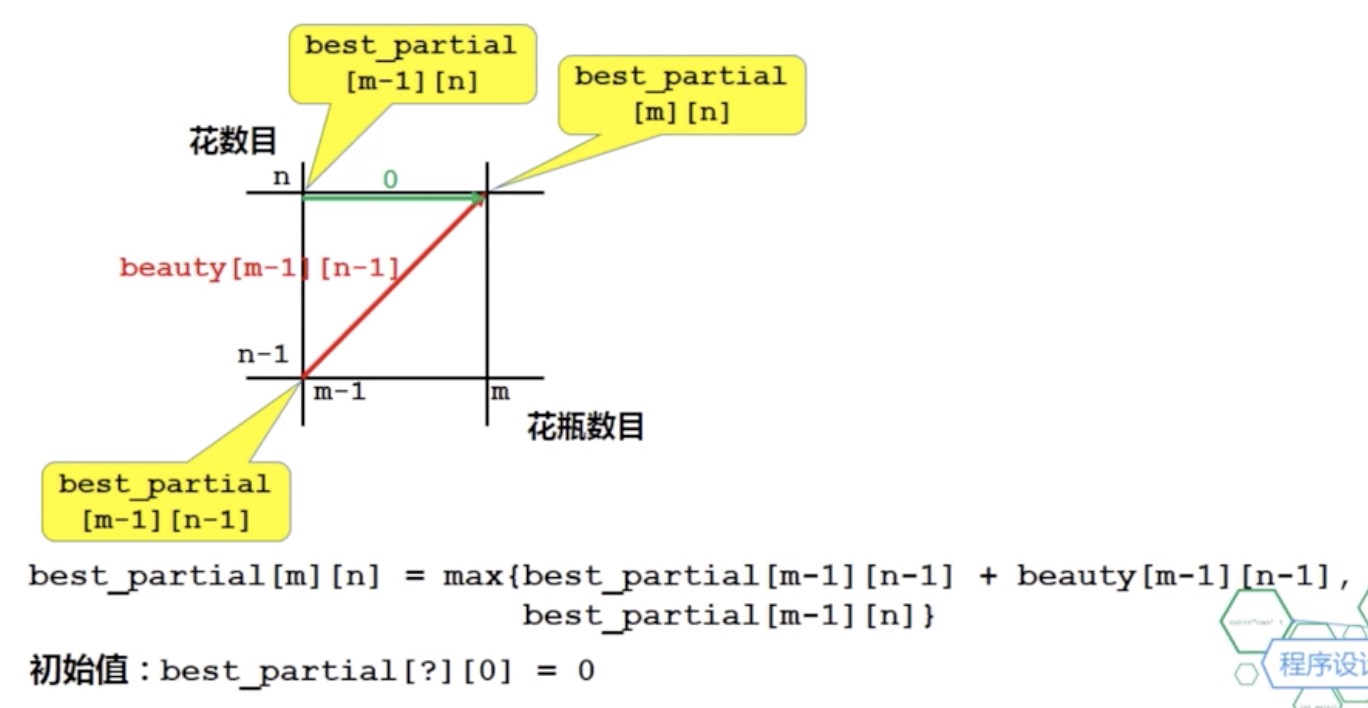 best_partial
[m-1][n]
best_partial
[m][n]
花数目
n
0
beauty[m-1][n-1]
n-1
m-1
m
花瓶数目
best_partial
[m-1][n-1]
best_partial[m][n] = max{best_partial[m-1][n-1] + beauty[m-1][n-1],
best_partial[m-1][n]}
初始值：best_partial[?][0] = 0
程序设